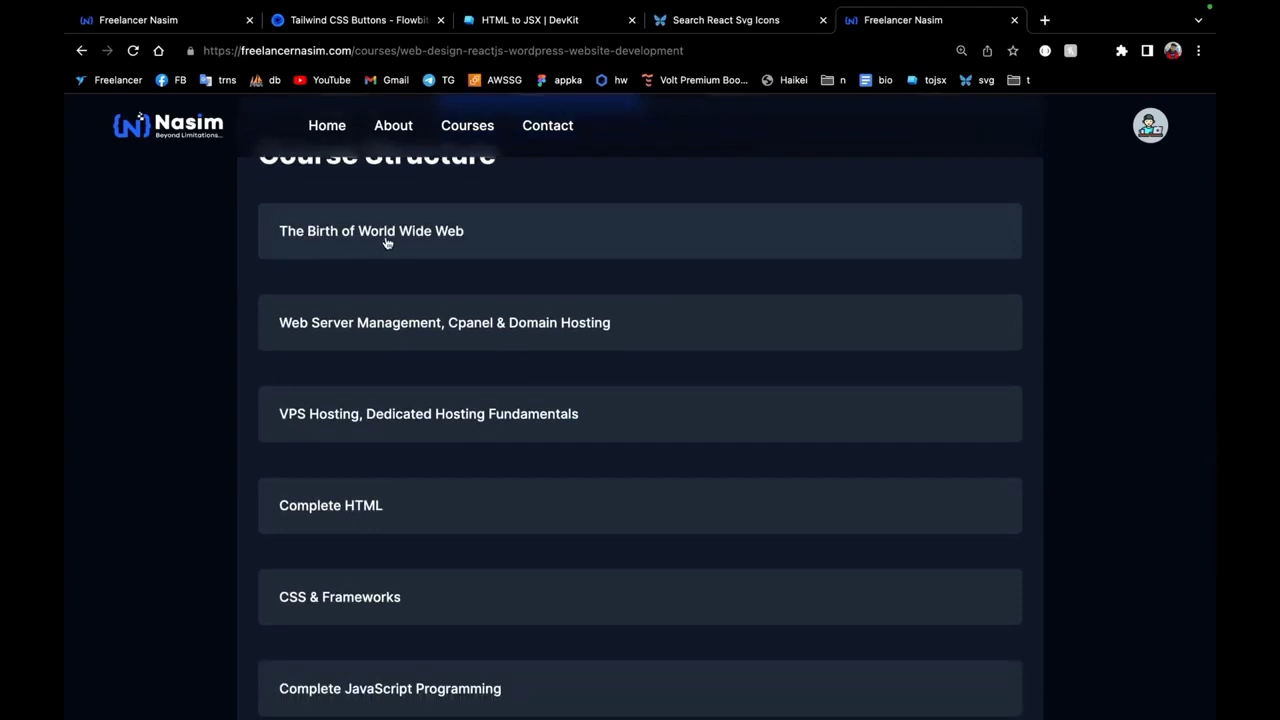 Freelancer Nasim
Tailwind CSS Buttons - Flowbit
HTML to JSX | DevKit
Search React Svg Icons
Freelancer Nasim
https://freelancernasim.com/courses/web-design-reactjs-wordpress-website-development
Freelancer FB trns db YouTube Gmail TG AWSSG appka hw Volt Premium Boo... Haikei n bio tojsx svg t
Nasim
Beyond Limitations...
Home About Courses Contact
Course Structure
The Birth of World Wide Web
Web Server Management, Cpanel & Domain Hosting
VPS Hosting, Dedicated Hosting Fundamentals
Complete HTML
CSS & Frameworks
Complete JavaScript Programming